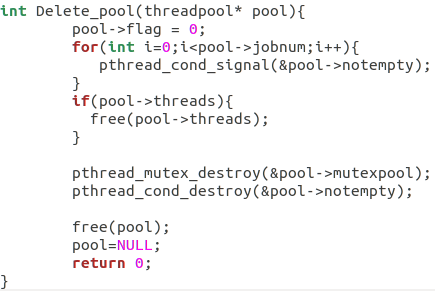 int Delete_pool(threadpool* pool){
        pool->flag = 0;
        for(int i=0;i<pool->jobnum;i++){
           pthread_cond_signal(&pool->notempty);
        }
        if(pool->threads){
          free(pool->threads);
        }

        pthread_mutex_destroy(&pool->mutexpool);
        pthread_cond_destroy(&pool->notempty);

        free(pool);
        pool=NULL;
        return 0;
}